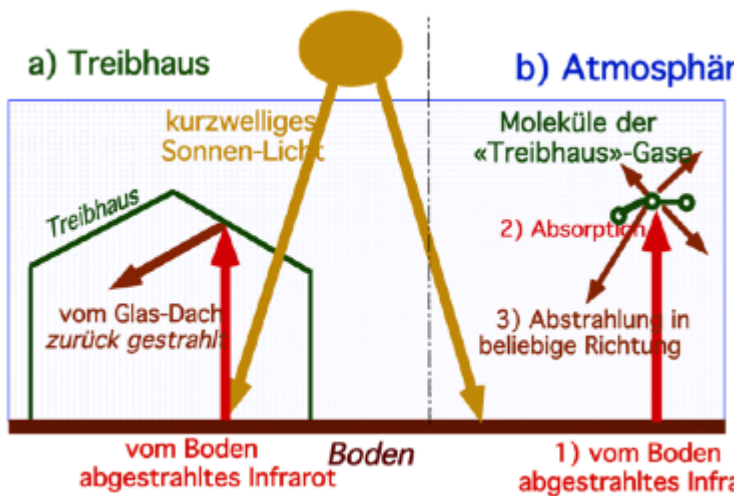 a) Treibhaus
b) Atmosphär
kurzwelliges
Sonnen-Licht
Moleküle der
«Treibhaus»-Gase
Treibhaus
2) Absorption
vom Glas-Dach
zurück gestrahlt
3) Abstrahlung in
beliebige Richtung
vom Boden
abgestrahltes Infrarot
Boden
1) vom Boden
abgestrahltes Infra